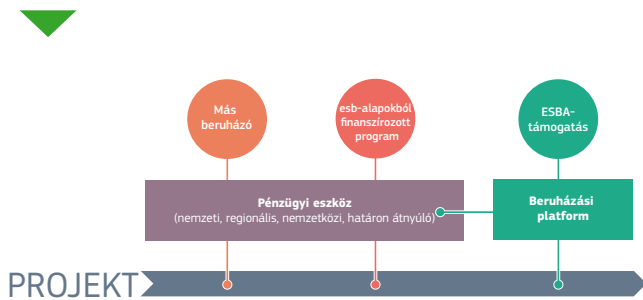 Más
beruházó
esb-alapokból
finanszírozott
program
ESBA-
támogatás
Pénzügyi eszköz
(nemzeti, regionális, nemzetközi, határon átnyúló)
Beruházási
platform
PROJEKT